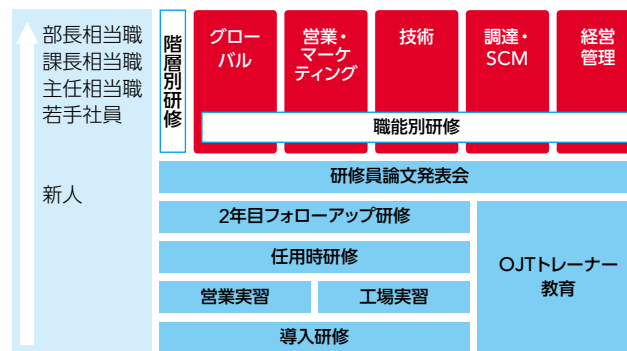 部長相当職
課長相当職
主任相当職
若手社員
新人
階層別研修
グロー
バル
営業・
マーケ
ティング
技術
調達・
SCM
経営
管理
職能別研修
研修員論文発表会
2年目フォローアップ研修
任用時研修
営業実習
工場実習
導入研修
OJTトレーナー
教育